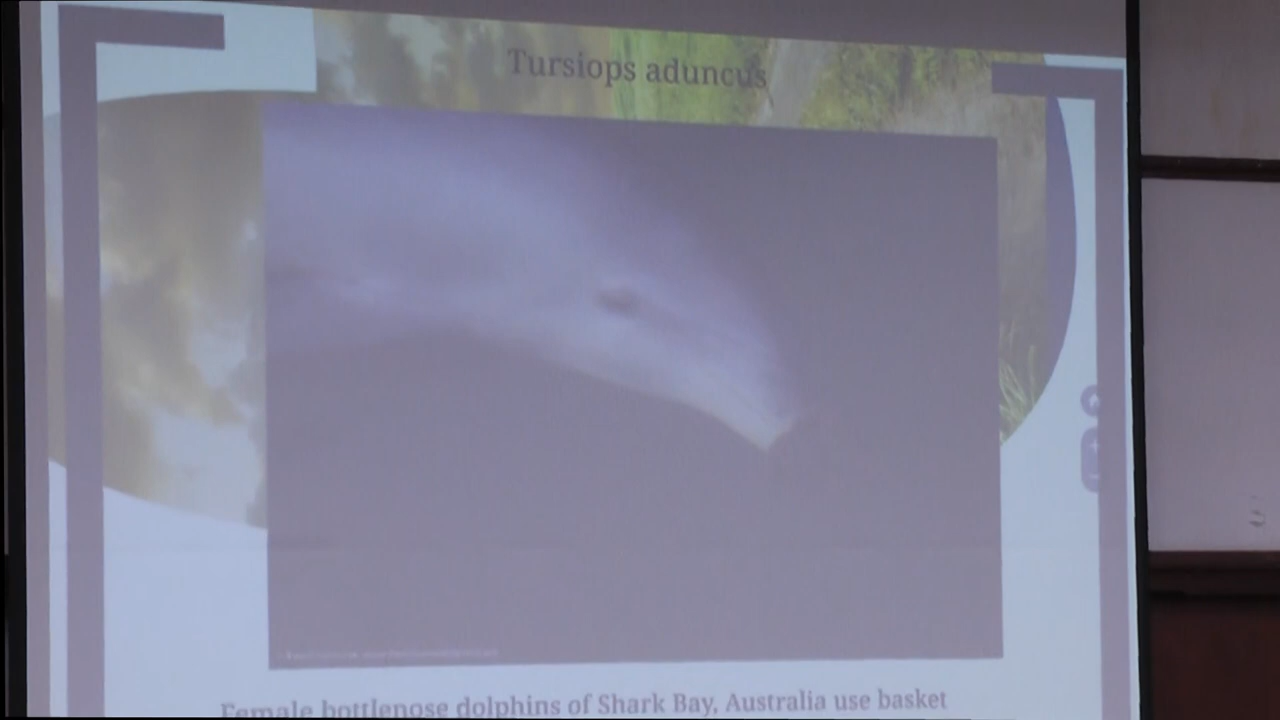 Tursiops aduncus
Female bottlenose dolphins of Shark Bay, Australia use basket